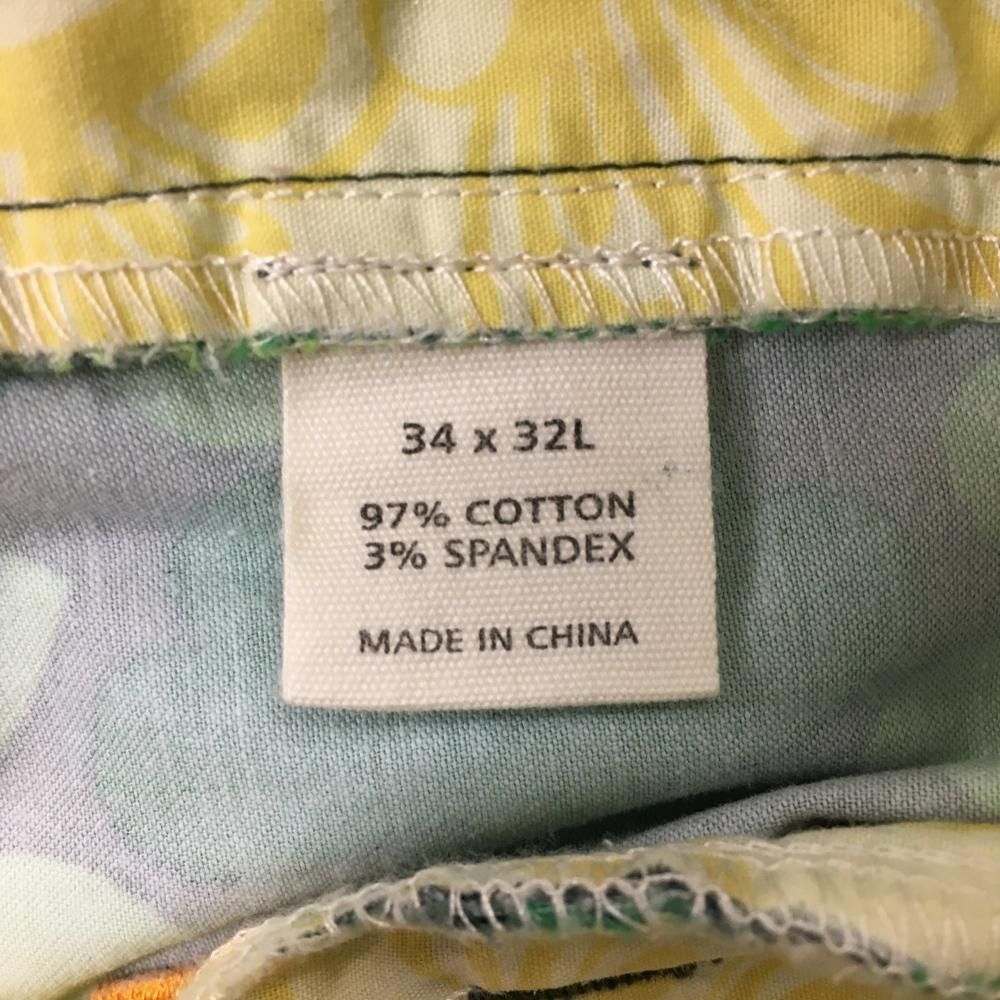 34 x 32L
97% COTTON
3% SPANDEX
MADE IN CHINA